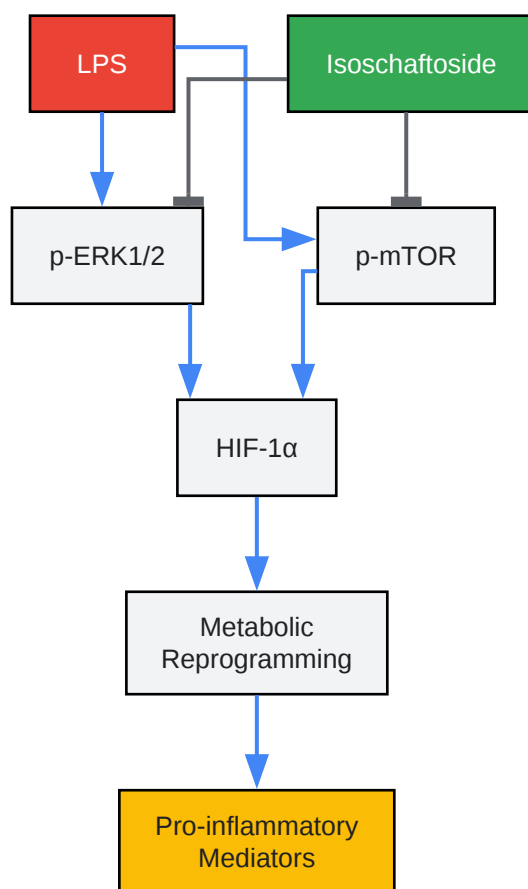 LPS
Isoschaftoside
p-ERK1/2
p-mTOR
HIF-1α
Metabolic
Reprogramming
Pro-inflammatory
Mediators